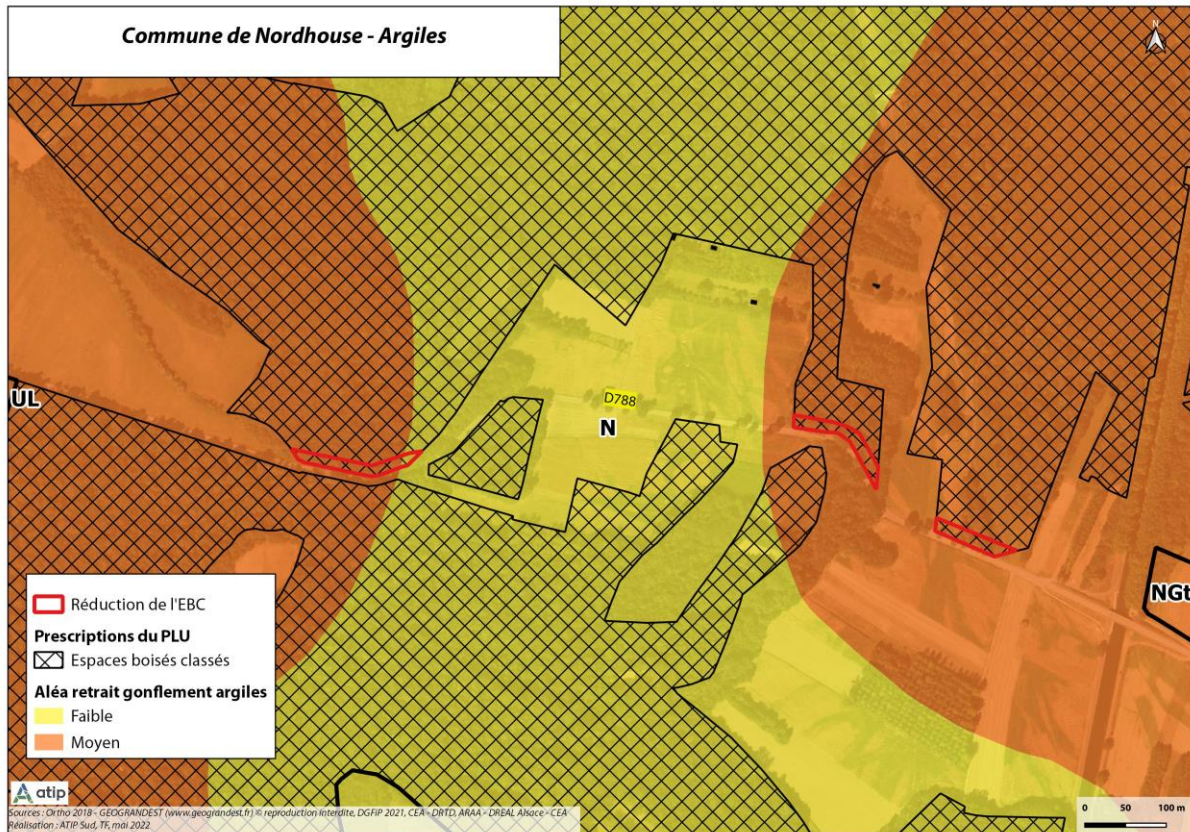 Commune de Nordhouse - Argiles
N
UL
D788
N
NGt
Réduction de l'EBC
Prescriptions du PLU
Espaces boisés classés
Aléa retrait gonflement argiles
Faible
Moyen
atip
0 50 100 m
Sources : Ortho 2018 - GEOGRANDEST (www.geograndest.fr) © reproduction interdite, DGFiP 2021, CEA - DRTD, ARAA - DREAL Alsace - CEA
Réalisation : ATIP Sud, TF, mai 2022